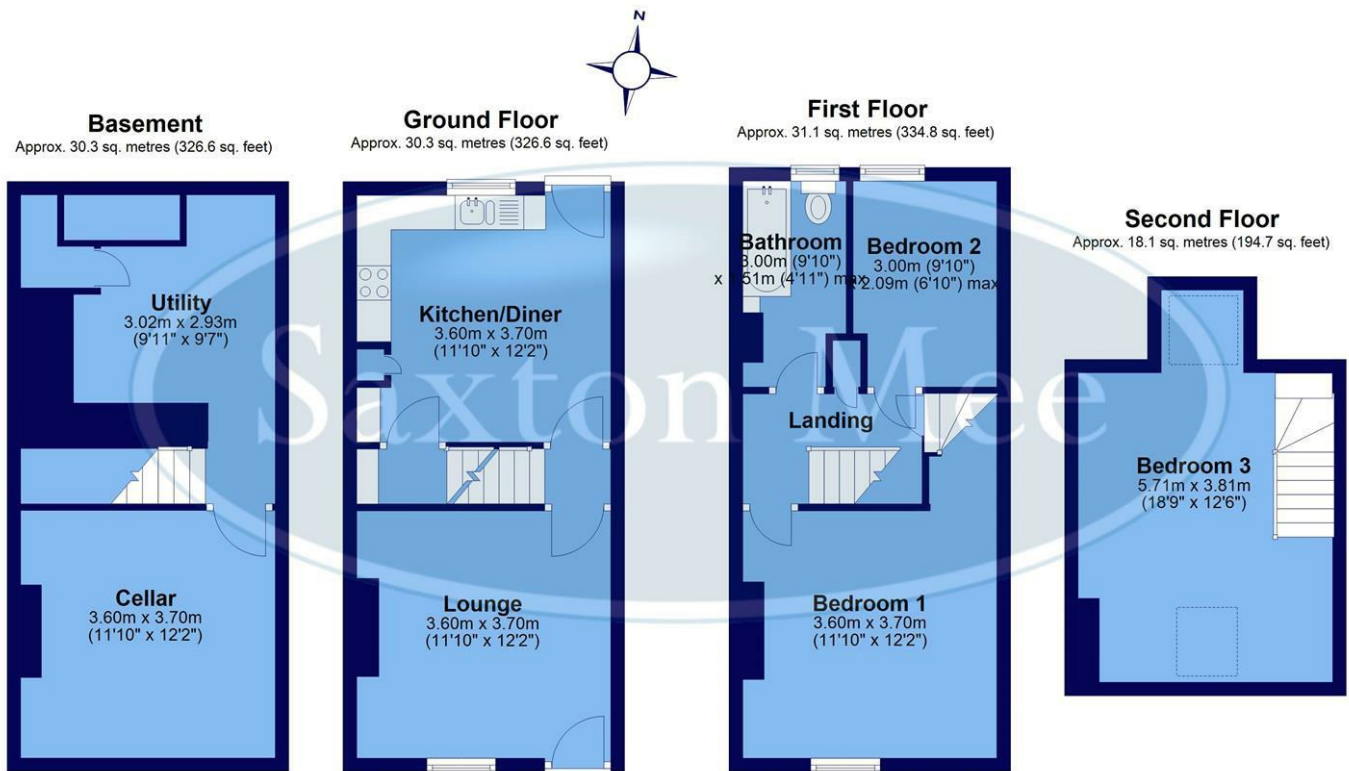 N
Basement
Approx. 30.3 sq. metres (326.6 sq. feet)
Utility
3.02m x 2.93m
(9'11" x 9'7")
Cellar
3.60m x 3.70m
(11'10" x 12'2")
Ground Floor
Approx. 30.3 sq. metres (326.6 sq. feet)
Kitchen/Diner
3.60m x 3.70m
(11'10" x 12'2")
Lounge
3.60m x 3.70m
(11'10" x 12'2")
First Floor
Approx. 31.1 sq. metres (334.8 sq. feet)
Bathroom
3.00m (9'10")
x 1.51m (4'11") max
Bedroom 2
3.00m (9'10")
x 2.09m (6'10") max
Landing
Bedroom 1
3.60m x 3.70m
(11'10" x 12'2")
Second Floor
Approx. 18.1 sq. metres (194.7 sq. feet)
Bedroom 3
5.71m x 3.81m
(18'9" x 12'6")
Saxton Mee